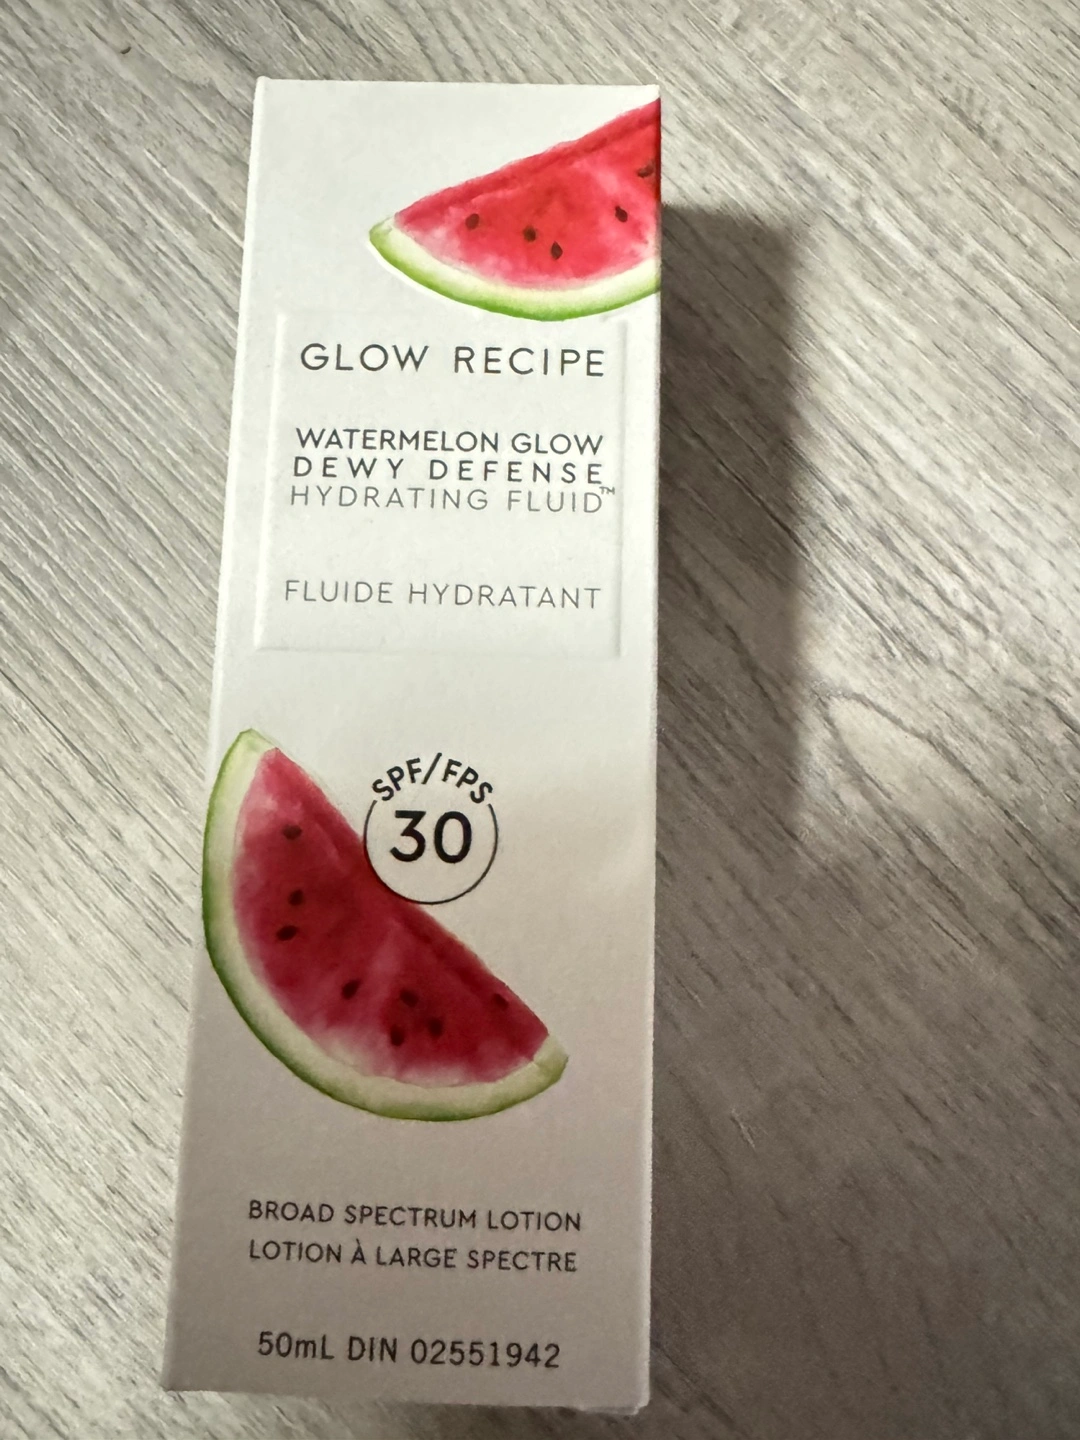 GLOW RECIPE
WATERMELON GLOW
DEWY DEFENSE
HYDRATING FLUID™
FLUIDE HYDRATANT
SPF/FPS
30
BROAD SPECTRUM LOTION
LOTION À LARGE SPECTRE
50mL DIN 02551942